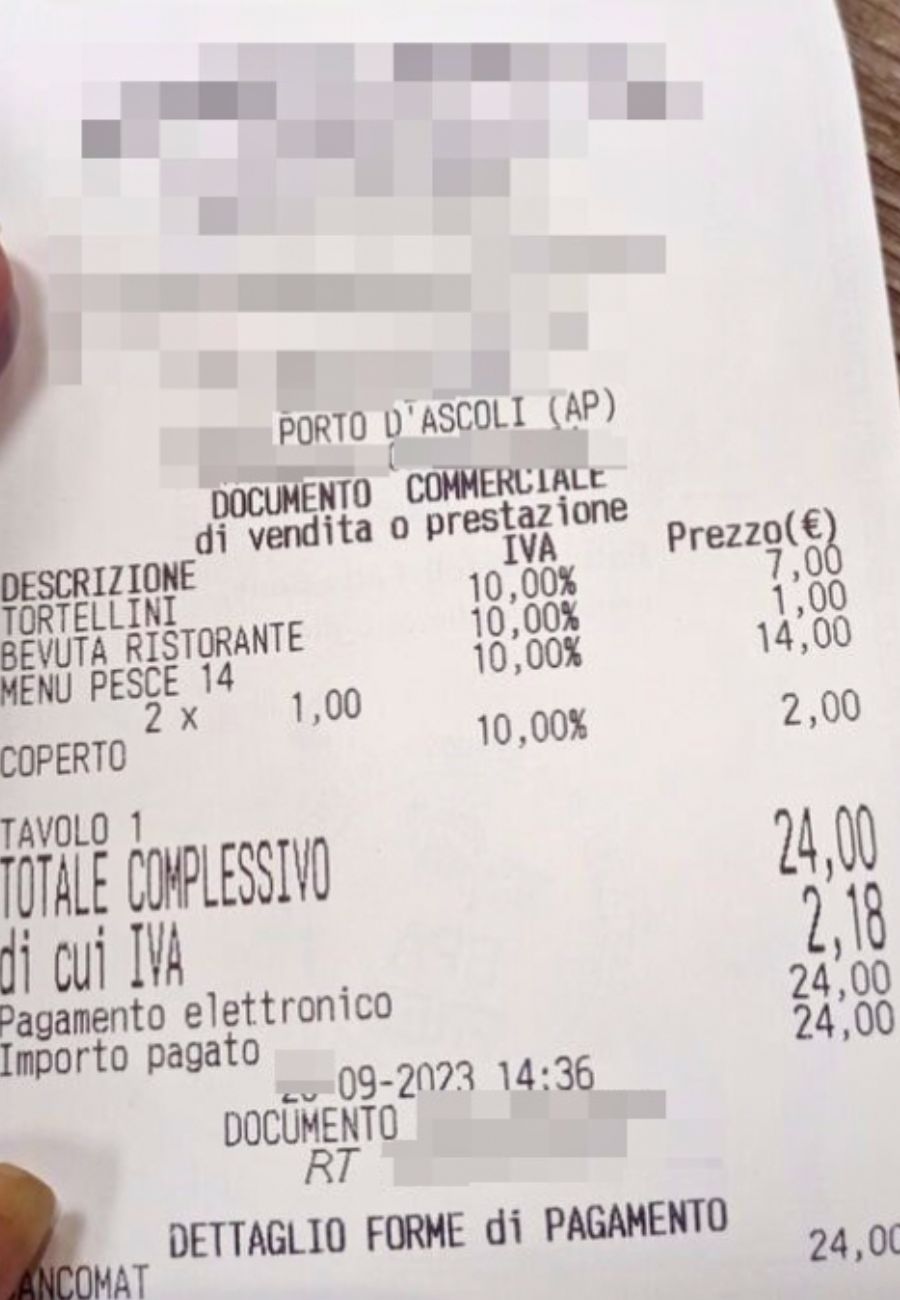 PORTO D'ASCOLI (AP)
DOCUMENTO COMMERCIALE
di vendita o prestazione
DESCRIZIONE IVA Prezzo(€)
TORTELLINI 10,00% 7,00
BEVUTA RISTORANTE 10,00% 1,00
MENU PESCE 14 10,00% 14,00
2 x 1,00
COPERTO 10,00% 2,00
TAVOLO 1
TOTALE COMPLESSIVO 24,00
di cui IVA 2,18
Pagamento elettronico 24,00
Importo pagato 24,00
09-2023 14:36
DOCUMENTO
RT
DETTAGLIO FORME di PAGAMENTO
ANCOMAT 24,00